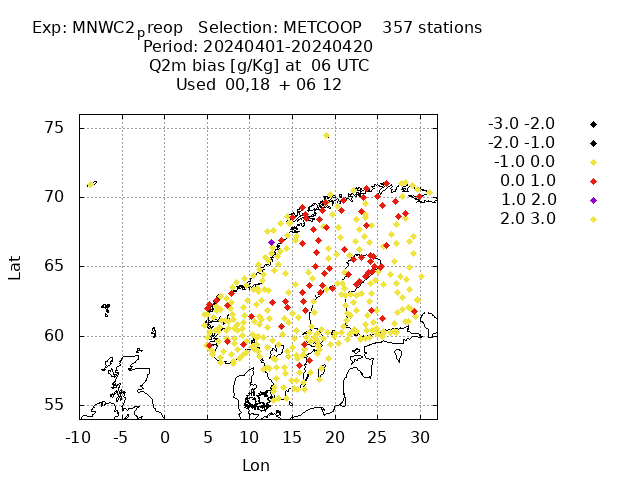 Exp: MNWC2preop   Selection: METCOOP    357 stations
Period: 20240401-20240420
Q2m bias [g/Kg] at  06 UTC
Used  00,18  + 06 12
-3.0 -2.0
-2.0 -1.0
-1.0 0.0
0.0 1.0
1.0 2.0
2.0 3.0
75
70
65
60
55
Lat
-10 -5 0 5 10 15 20 25 30
Lon